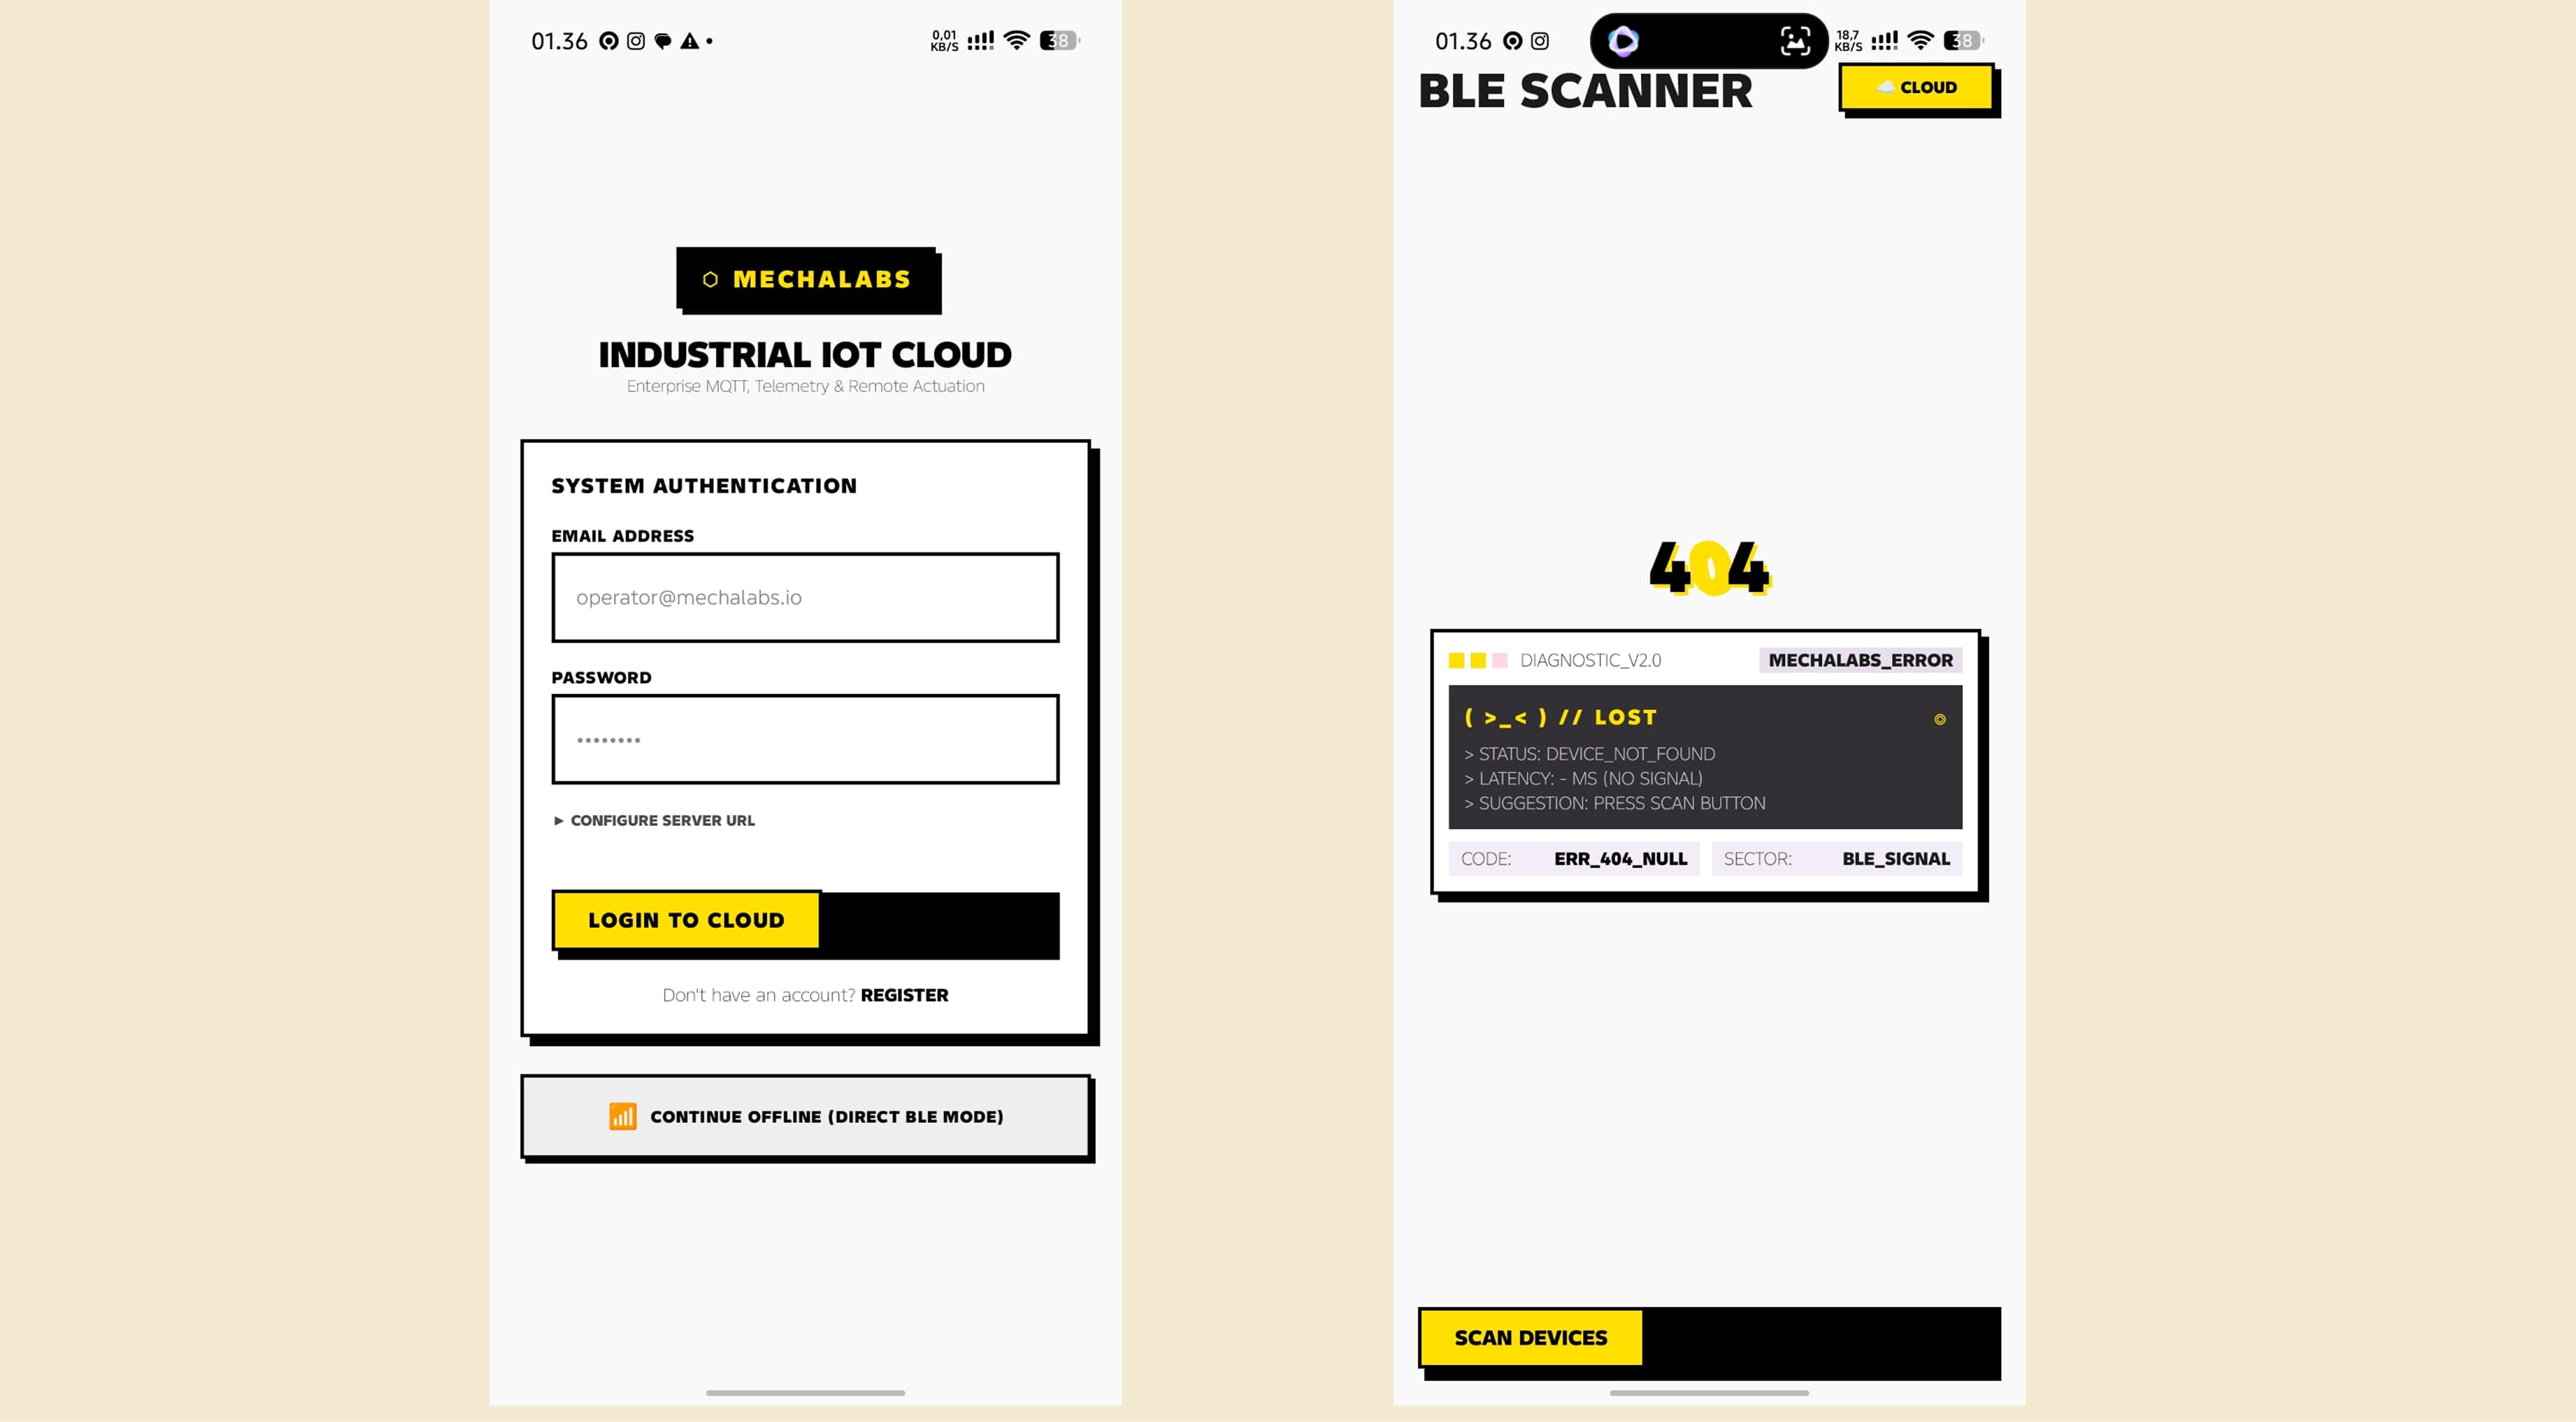 01.36
0,01
KB/S
38
MECHALABS
INDUSTRIAL IOT CLOUD
Enterprise MQTT, Telemetry & Remote Actuation
SYSTEM AUTHENTICATION
EMAIL ADDRESS
operator@mechalabs.io
PASSWORD
••••••••
► CONFIGURE SERVER URL
LOGIN TO CLOUD
Don't have an account? REGISTER
CONTINUE OFFLINE (DIRECT BLE MODE)
01.36
18,7
KB/S
38
BLE SCANNER
CLOUD
404
DIAGNOSTIC_V2.0
MECHALABS_ERROR
( >_< ) // LOST
> STATUS: DEVICE_NOT_FOUND
> LATENCY: - MS (NO SIGNAL)
> SUGGESTION: PRESS SCAN BUTTON
CODE: ERR_404_NULL
SECTOR: BLE_SIGNAL
SCAN DEVICES